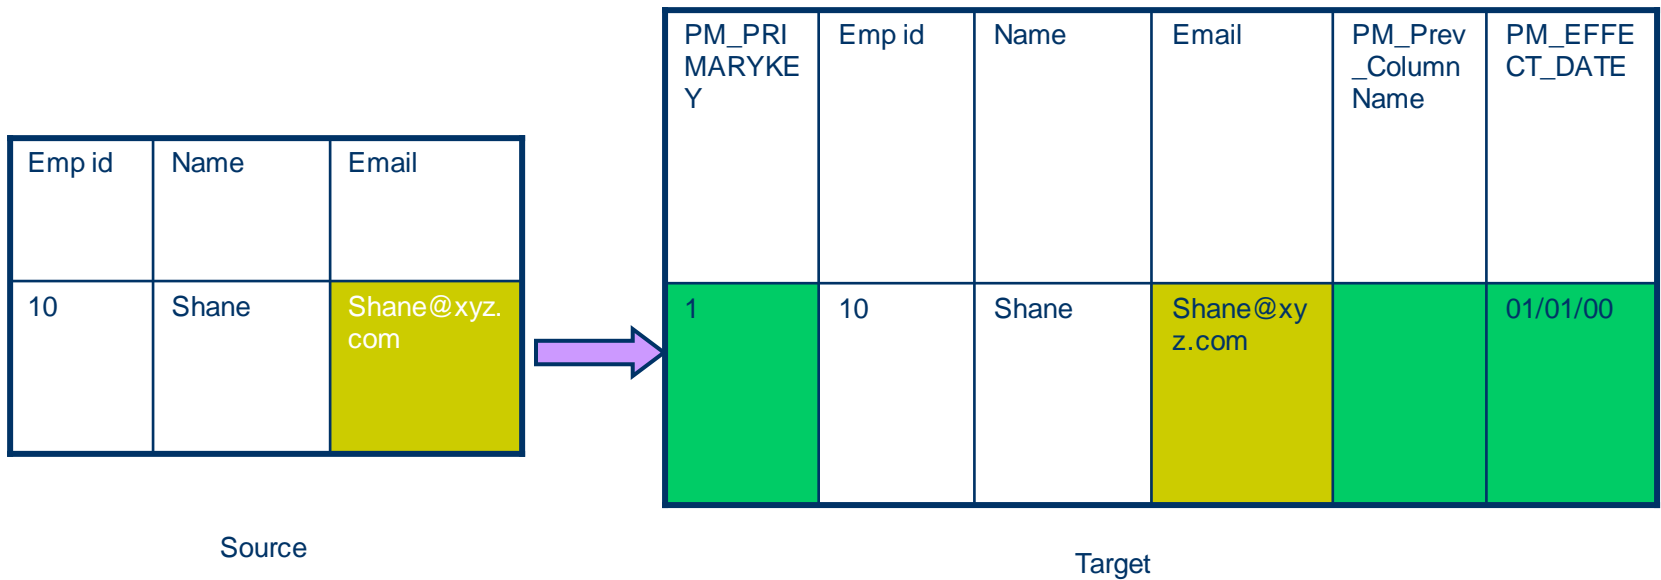 PM_PRI
MARYKE
Y
Emp id
Name
Email
PM_Prev
_Column
Name
PM_EFFE
CT_DATE
Emp id
Name
Email
10
Shane
Shane@xyz.
com
1
10
Shane
Shane@xy
z.com
01/01/00
Source
Target